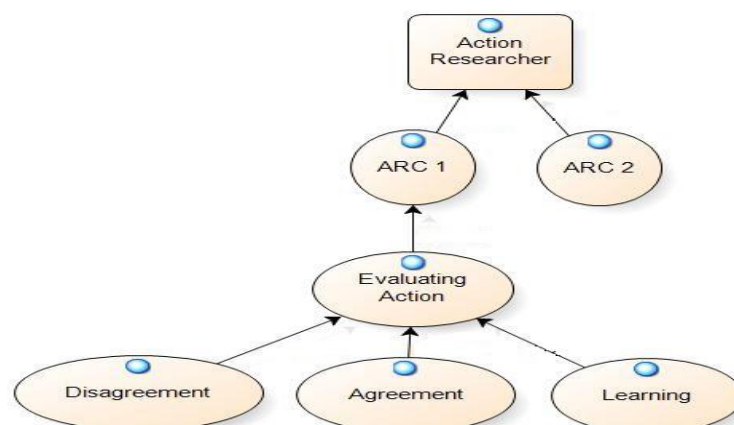 Action
Researcher
ARC 1
ARC 2
Evaluating
Action
Disagreement
Agreement
Learning